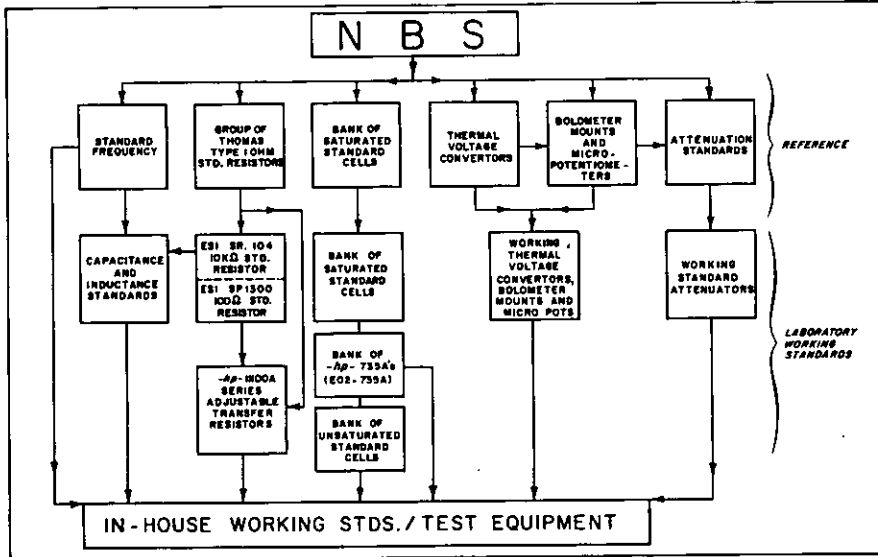 N B S
STANDARD
FREQUENCY
GROUP OF
THOMAS
TYPE 1 OHM
STD. RESISTORS
BANK OF
SATURATED
STANDARD
CELLS
THERMAL
VOLTAGE
CONVERTORS
BOLOMETER
MOUNTS
AND
MICRO-
POTENTIOME-
TERS
ATTENUATION
STANDARDS
REFERENCE
CAPACITANCE
AND
INDUCTANCE
STANDARDS
ESI SR. 104
10KΩ STD.
RESISTOR
ESI SP1300
100Ω STD.
RESISTOR
BANK OF
SATURATED
STANDARD
CELLS
WORKING
THERMAL
VOLTAGE
CONVERTORS,
BOLOMETER
MOUNTS AND
MICRO POTS
WORKING
STANDARD
ATTENUATORS
LABORATORY
WORKING
STANDARDS
-hp-11100A
SERIES
ADJUSTABLE
TRANSFER
RESISTORS
BANK OF
-hp- 735A's
(E02-735A)
BANK OF
UNSATURATED
STANDARD
CELLS
IN-HOUSE WORKING STDS./ TEST EQUIPMENT